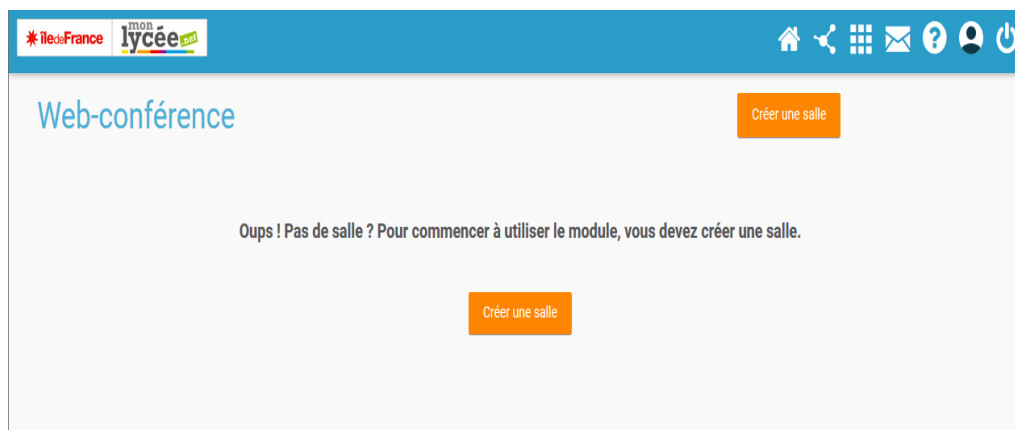 îledeFrance
mon
lycée.net
Web-conférence
Créer une salle
Oups ! Pas de salle ? Pour commencer à utiliser le module, vous devez créer une salle.
Créer une salle